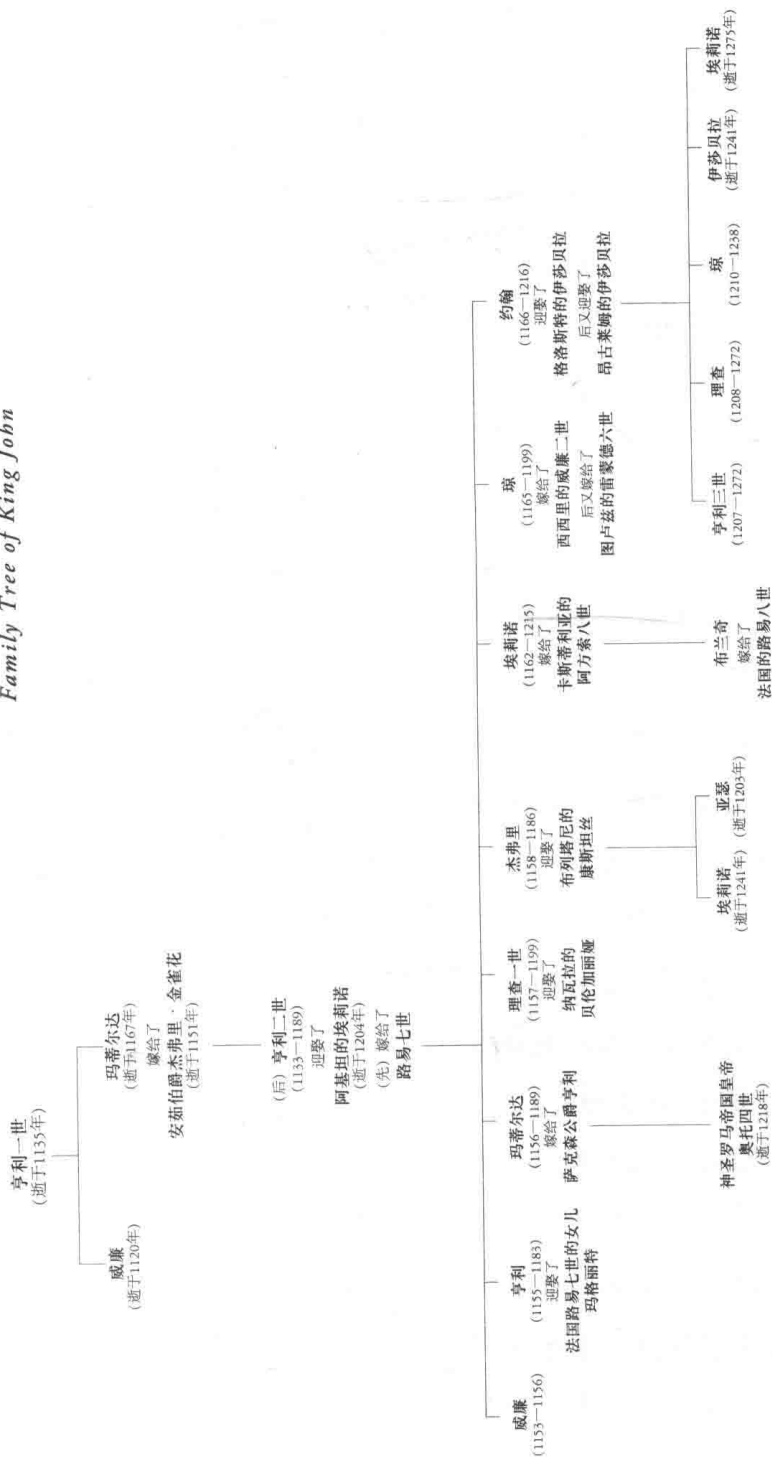 Family Tree of King John
亨利一世
(逝于1135年)
威廉
(逝于1120年)
玛蒂尔达
(逝于1167年)
嫁给了
安茹伯爵杰弗里·金雀花
(逝于1151年)
(后) 亨利二世
(1133—1189)
迎娶了
阿基坦的埃莉诺
(逝于1204年)
(先) 嫁给了
路易七世
威廉
(1153—1156)
亨利
(1155—1183)
迎娶了
法国路易七世的女儿
玛格丽特
玛蒂尔达
(1156—1189)
嫁给了
萨克森公爵亨利
理查一世
(1157—1199)
迎娶了
纳瓦拉的
贝伦加丽娅
杰弗里
(1158—1186)
迎娶了
布列塔尼的
康斯坦丝
埃莉诺
(1162—1215)
嫁给了
卡斯蒂利亚的
阿方索八世
琼
(1165—1199)
嫁给了
西西里的威廉二世
后又嫁给了
图卢兹的雷蒙德六世
约翰
(1166—1216)
迎娶了
格洛斯特的伊莎贝拉
后又迎娶了
昂古莱姆的伊莎贝拉
神圣罗马帝国皇帝
奥托四世
(逝于1218年)
埃莉诺
(逝于1241年)
亚瑟
(逝于1203年)
布兰奇
嫁给了
法国的路易八世
亨利三世
(1207—1272)
理查
(1208—1272)
琼
(1210—1238)
伊莎贝拉
(逝于1241年)
埃莉诺
(逝于1275年)